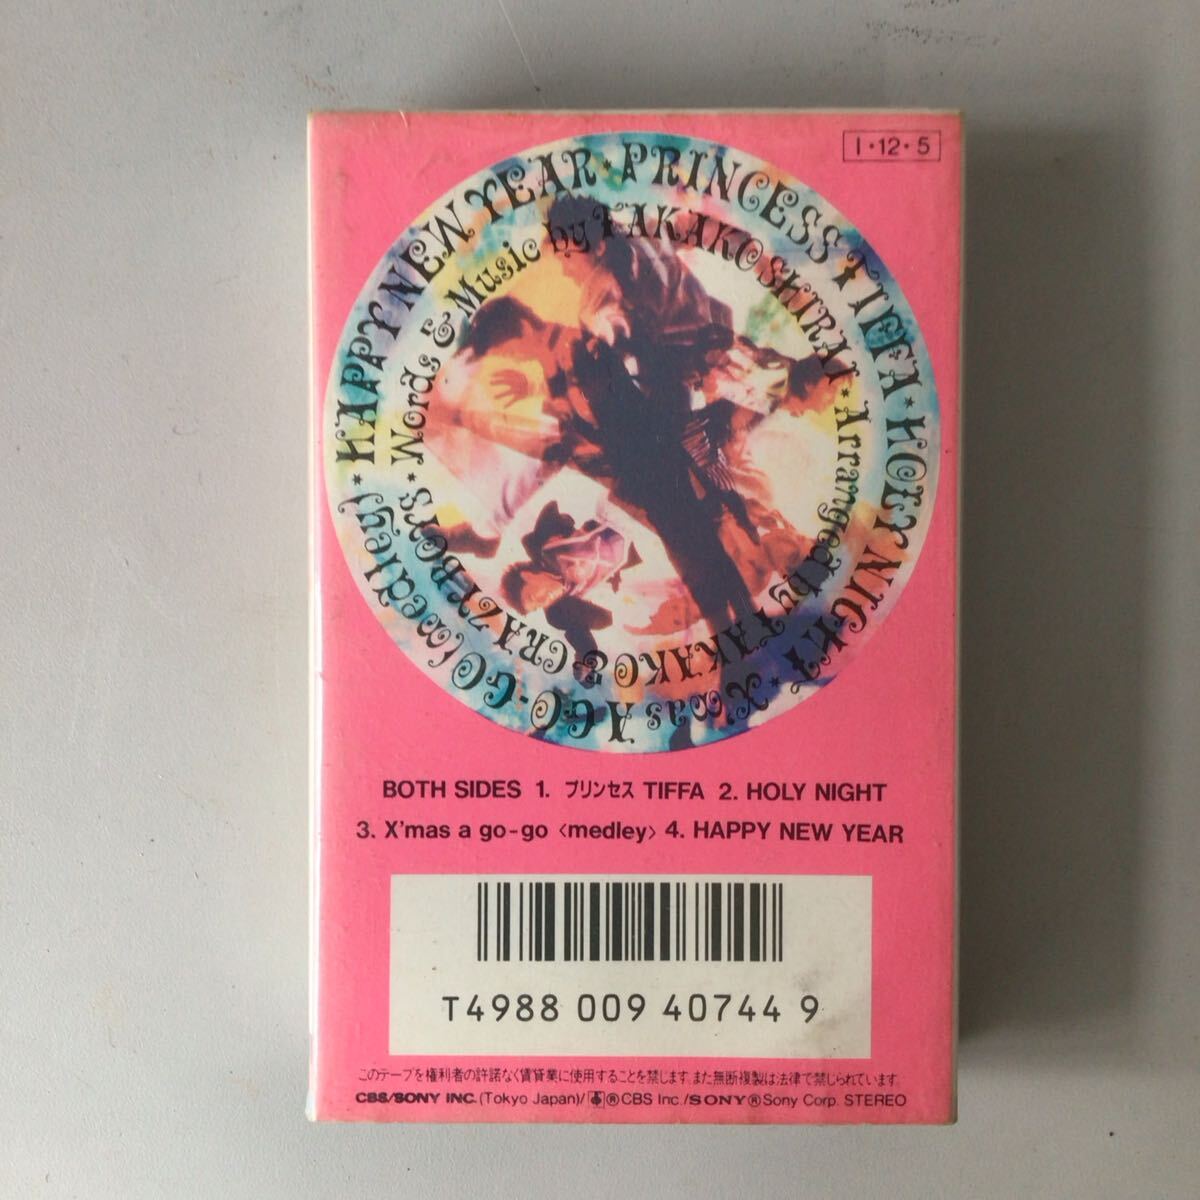 I・12・5
HAPPY NEW YEAR・PRINCESS TIFFA・HOLY NIGHT・X'mas A GO-GO (medley)・
Words & Music by TAKAKO SHIRAI・Arranged by TAKAKO & CRAZY BOYS・
BOTH SIDES 1. プリンセス TIFFA 2. HOLY NIGHT
3. X'mas a go-go 〈medley〉 4. HAPPY NEW YEAR
T4988 009 40744 9
このテープを権利者の許諾なく賃貸業に使用することを禁じます。また無断複製は法律で禁じられています。
CBS/SONY INC. (Tokyo Japan)/ ®CBS Inc./SONY®Sony Corp. STEREO